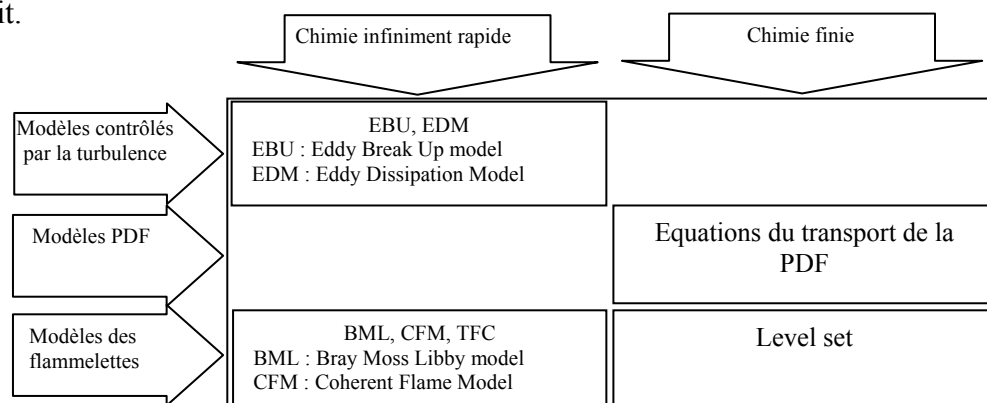 it.
Chimie infiniment rapide
Chimie finie
Modèles contrôlés
par la turbulence
EBU, EDM
EBU : Eddy Break Up model
EDM : Eddy Dissipation Model
Modèles PDF
Equations du transport de la
PDF
Modèles des
flammelettes
BML, CFM, TFC
BML : Bray Moss Libby model
CFM : Coherent Flame Model
Level set